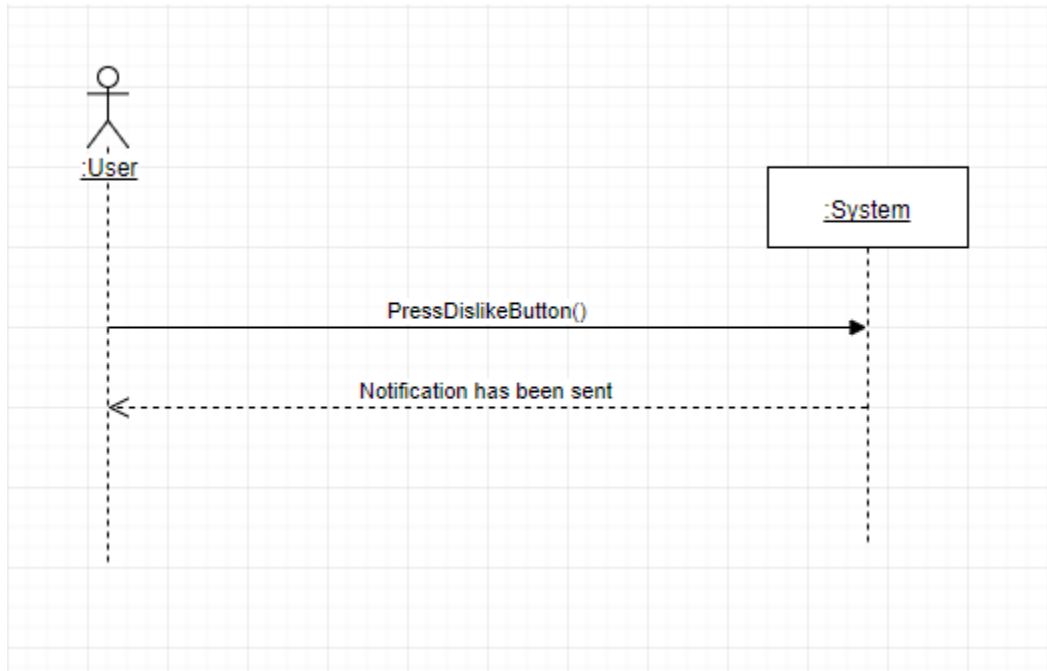 :User
:System
PressDislikeButton()
Notification has been sent